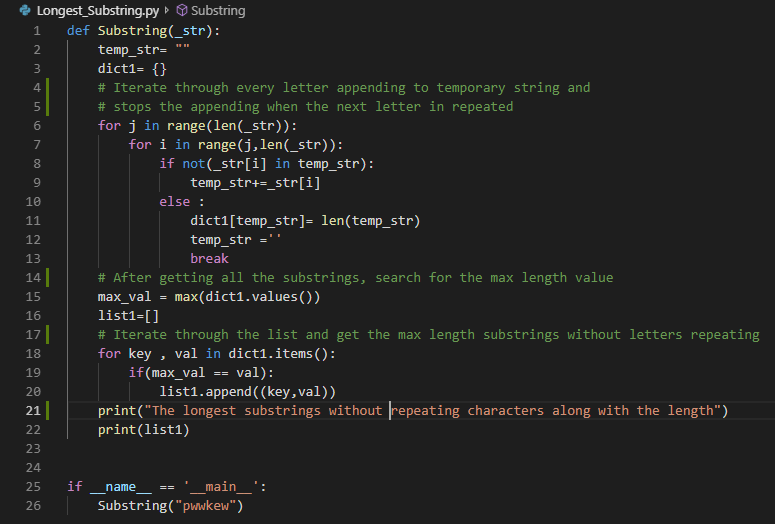 Longest_Substring.py › Substring
1 def Substring(_str):
2     temp_str= ""
3     dict1= {}
4     # Iterate through every letter appending to temporary string and
5     # stops the appending when the next letter in repeated
6     for j in range(len(_str)):
7         for i in range(j,len(_str)):
8             if not(_str[i] in temp_str):
9                 temp_str+=_str[i]
10             else :
11                 dict1[temp_str]= len(temp_str)
12                 temp_str =''
13                 break
14     # After getting all the substrings, search for the max length value
15     max_val = max(dict1.values())
16     list1=[]
17     # Iterate through the list and get the max length substrings without letters repeating
18     for key , val in dict1.items():
19         if(max_val == val):
20             list1.append((key,val))
21     print("The longest substrings without repeating characters along with the length")
22     print(list1)
23
24
25 if __name__ == '__main__':
26     Substring("pwwkew")